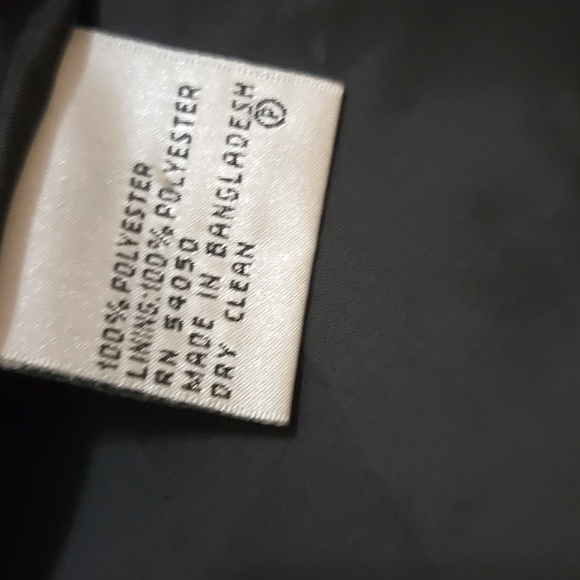 100% POLYESTER
LINING:100% POLYESTER
RN 54050
MADE IN BANGLADESH
DRY CLEAN Ⓟ